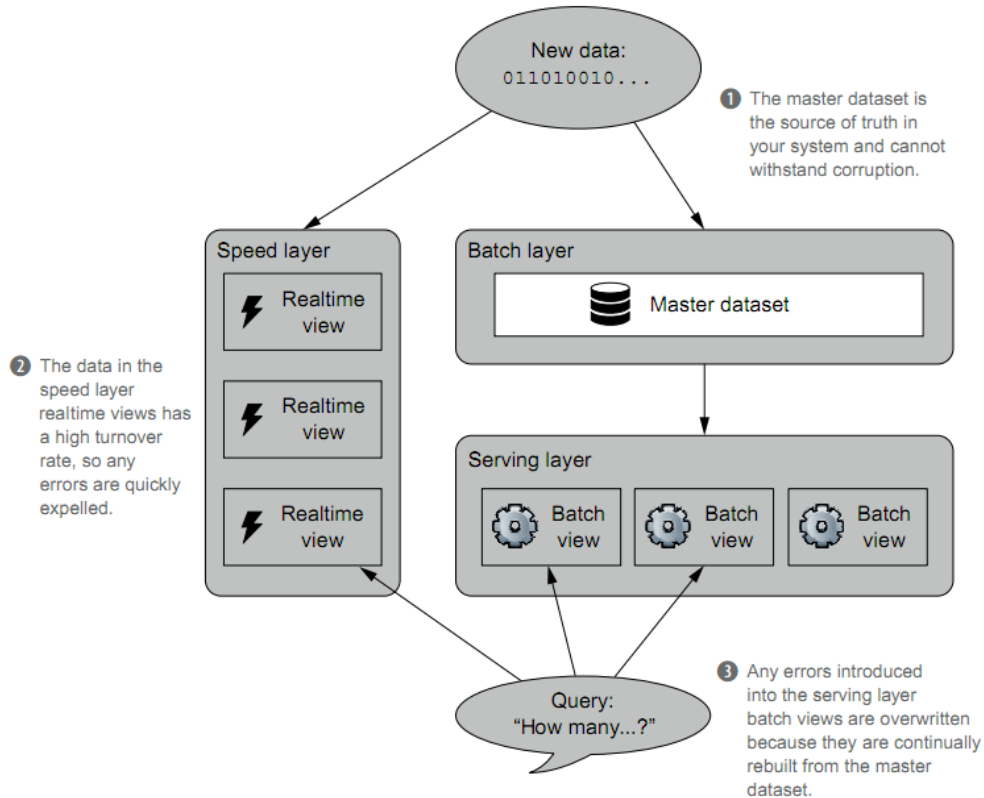 New data:
011010010...
❶ The master dataset is
the source of truth in
your system and cannot
withstand corruption.
Speed layer
Realtime
view
Realtime
view
Realtime
view
Batch layer
Master dataset
❷ The data in the
speed layer
realtime views has
a high turnover
rate, so any
errors are quickly
expelled.
Serving layer
Batch
view
Batch
view
Batch
view
Query:
“How many...?”
❸ Any errors introduced
into the serving layer
batch views are overwritten
because they are continually
rebuilt from the master
dataset.